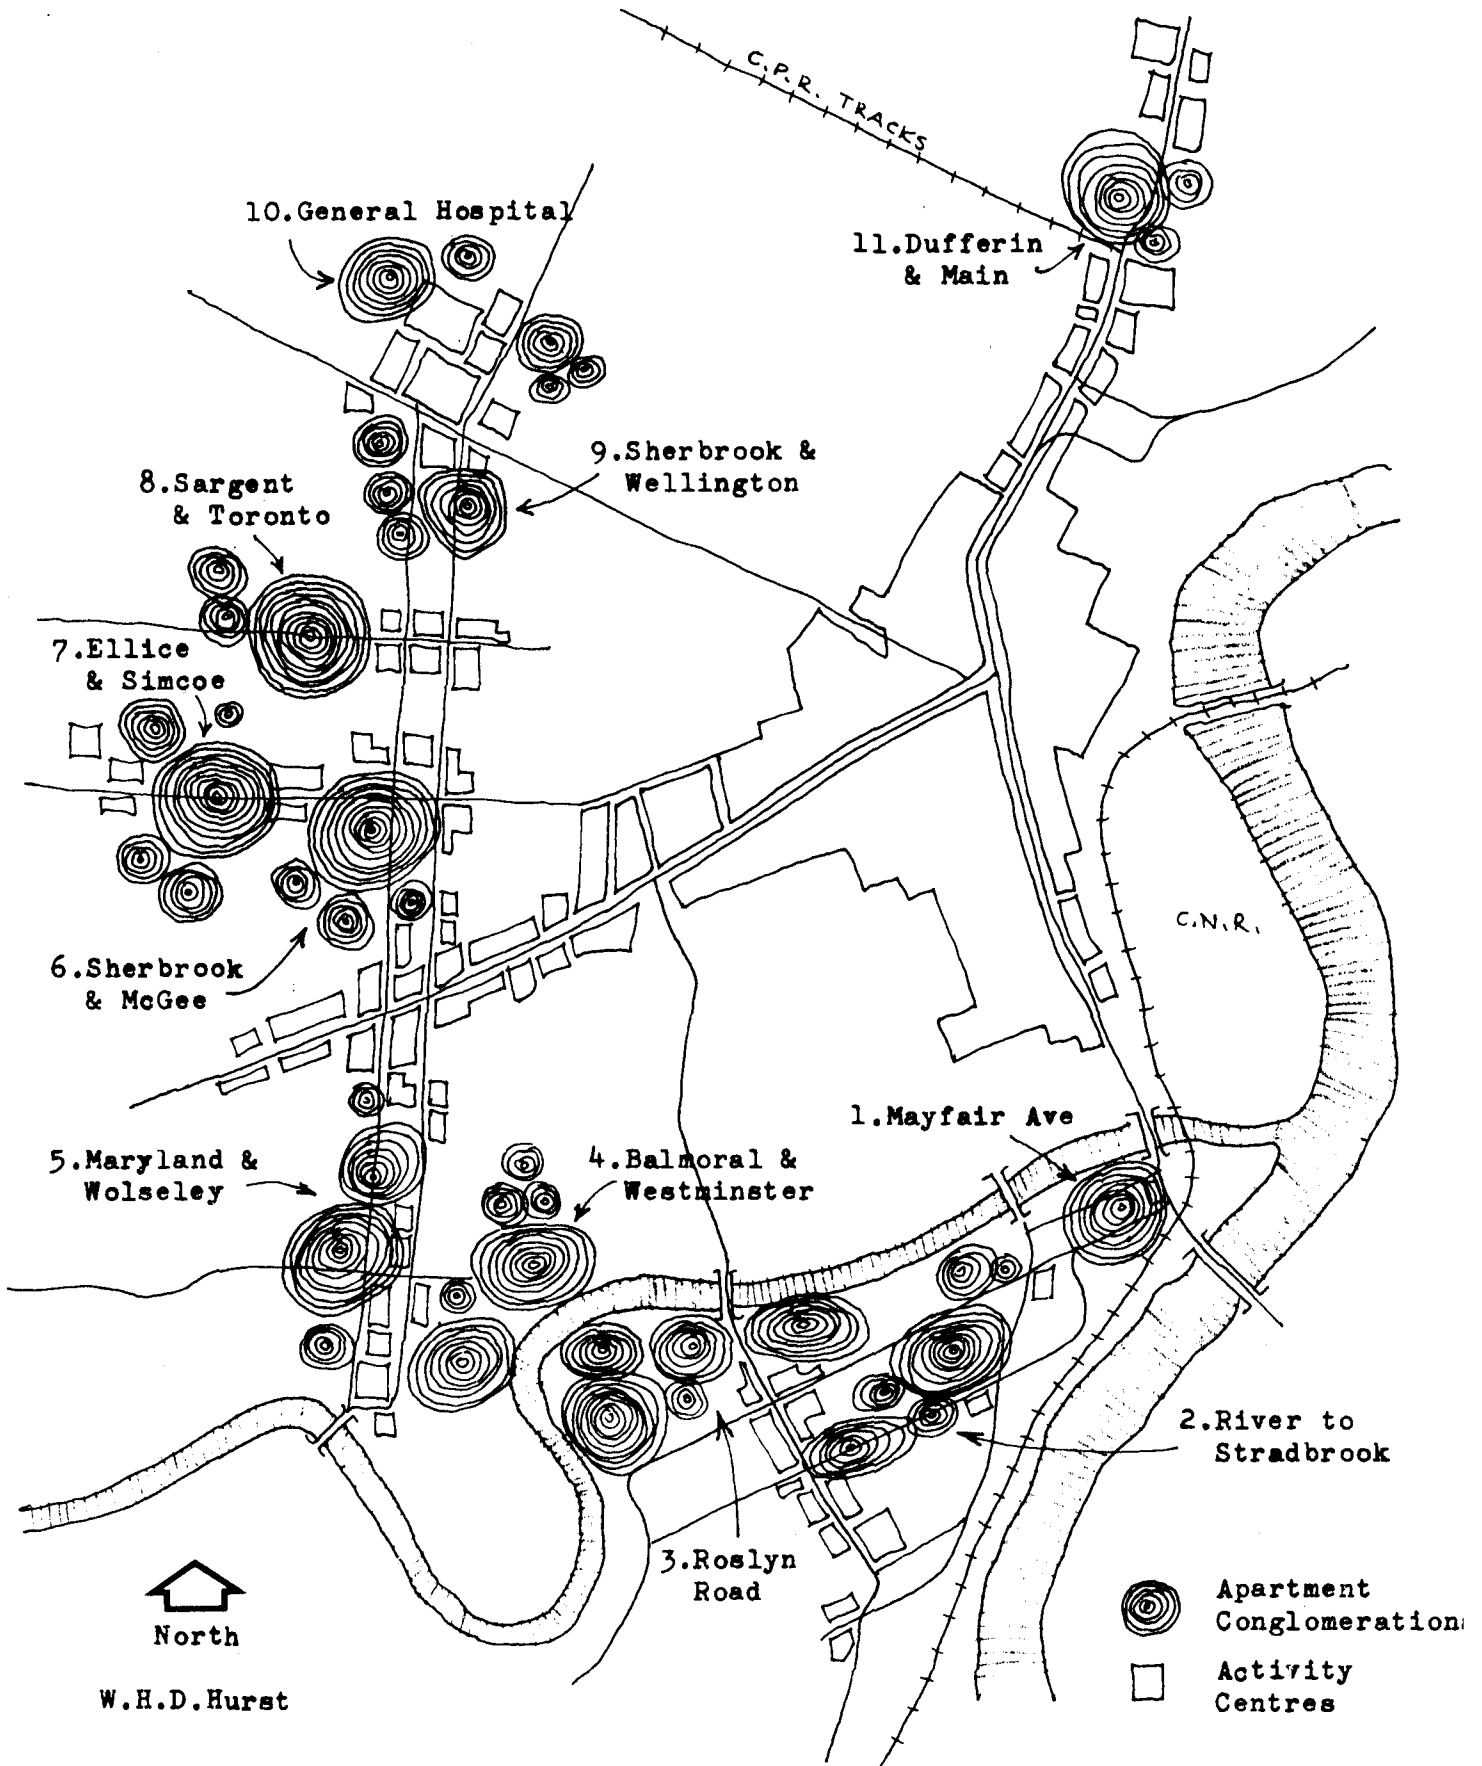 C.P.R. TRACKS
10.General Hospital
11.Dufferin
& Main
9.Sherbrook &
Wellington
8.Sargent
& Toronto
7.Ellice
& Simcoe
C.N.R.
6.Sherbrook
& McGee
1.Mayfair Ave
5.Maryland &
Wolseley
4.Balmoral &
Westminster
2.River to
Stradbrook
3.Roslyn
Road
North
W.H.D.Hurst
Apartment
Conglomerations
Activity
Centres